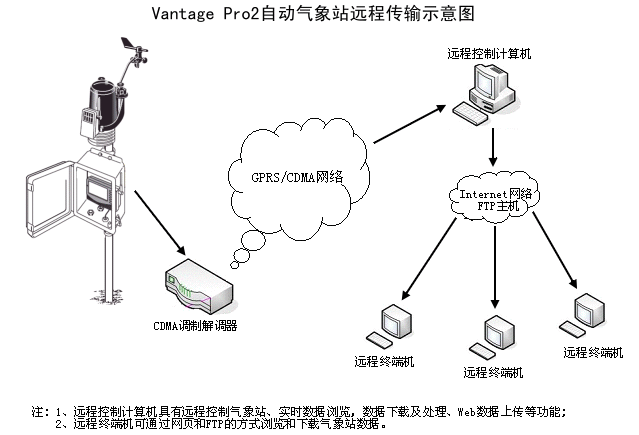 Vantage Pro2自动气象站远程传输示意图
远程控制计算机
GPRS/CDMA网络
Internet网络
FTP主机
CDMA调制解调器
远程终端机
远程终端机
远程终端机
注: 1、远程控制计算机具有远程控制气象站、实时数据浏览, 数据下载及处理、Web数据上传等功能;
2、远程终端机可通过网页和FTP的方式浏览和下载气象站数据。